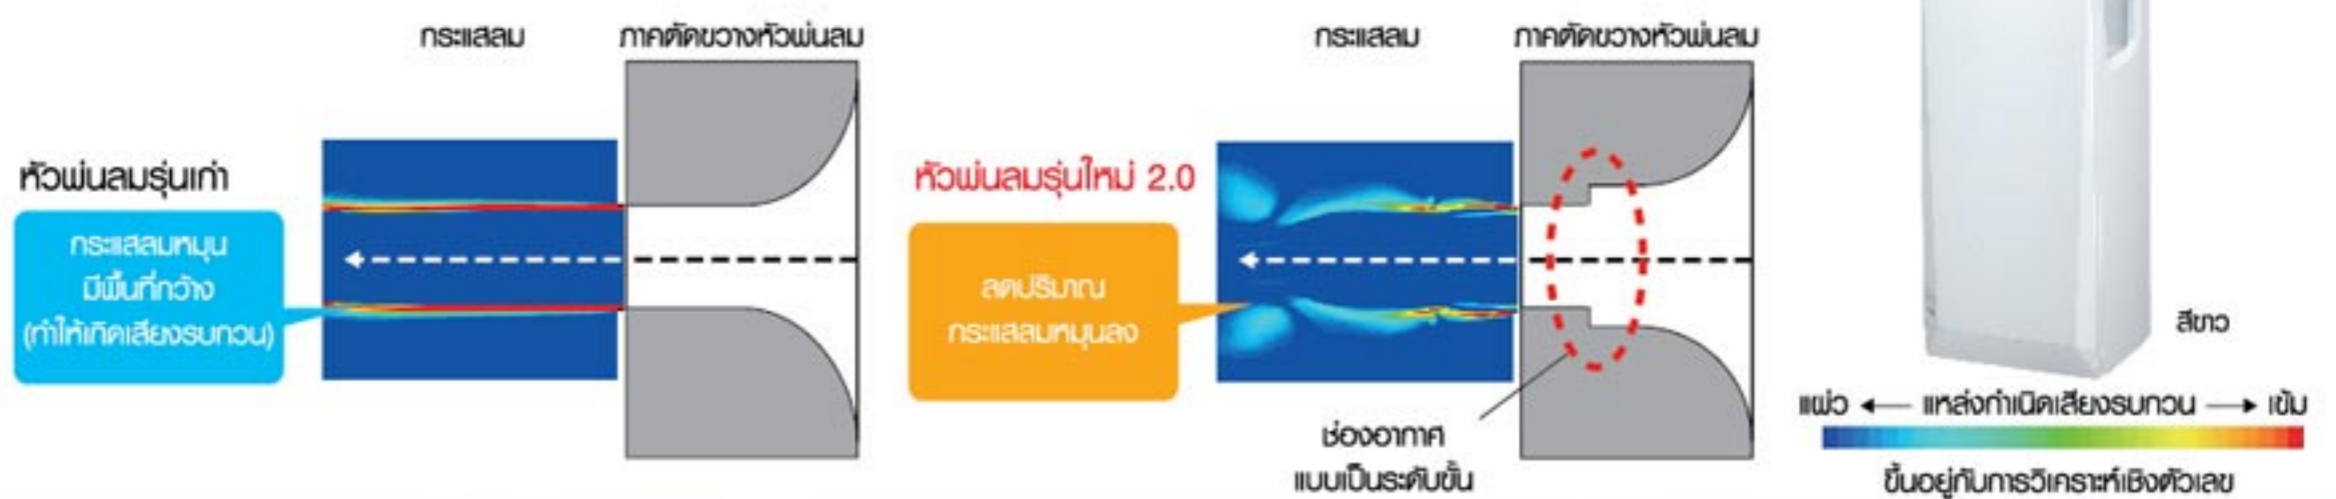 กระแสลม
ภาคตัดขวางหัวพ่นลม
หัวพ่นลมรุ่นเก่า
กระแสลมหมุน
มีพื้นที่กว้าง
(ทำให้เกิดเสียงรบกวน)
กระแสลม
ภาคตัดขวางหัวพ่นลม
หัวพ่นลมรุ่นใหม่ 2.0
ลดปริมาณ
กระแสลมหมุนลง
ช่องอากาศ
แบบเป็นระดับขั้น
สีขาว
แผ่ว ← แหล่งกำเนิดเสียงรบกวน → เข้ม
ขึ้นอยู่กับการวิเคราะห์เชิงตัวเลข